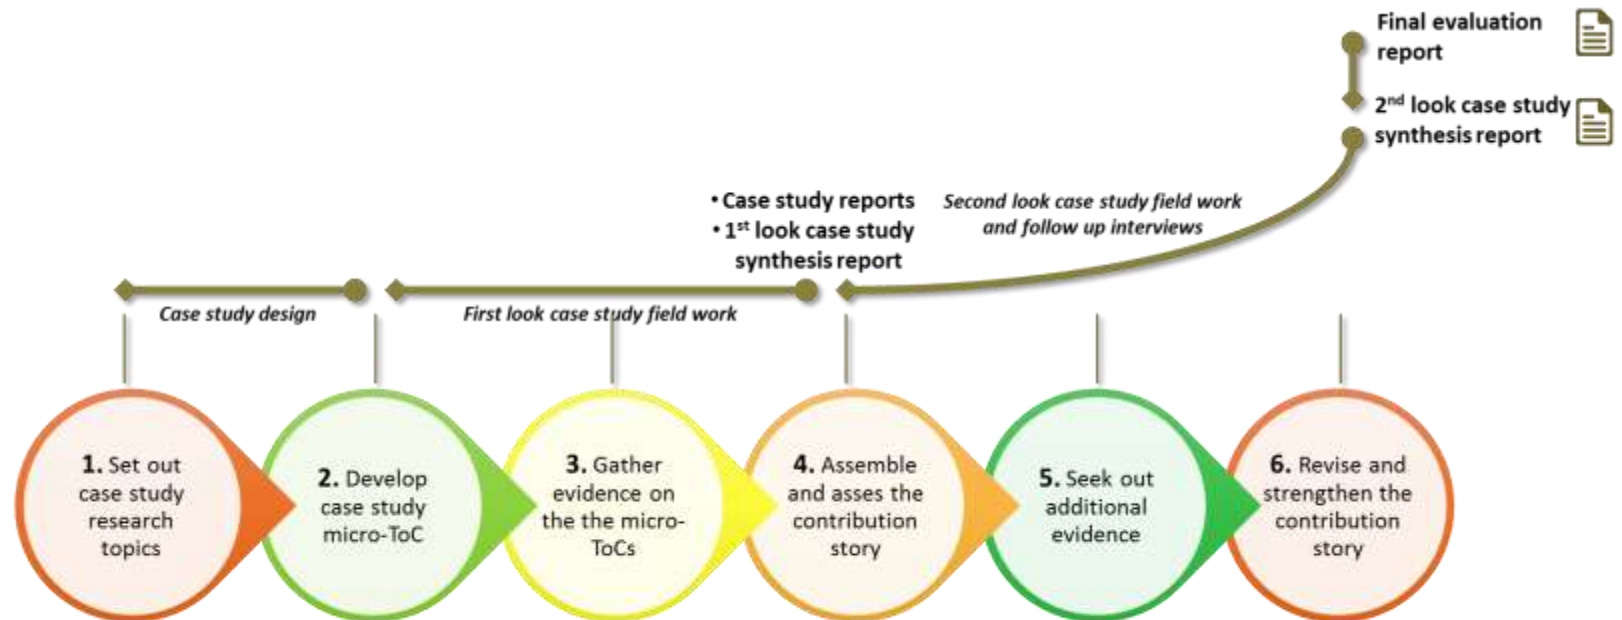 Final evaluation
report
2nd look case study
synthesis report
• Case study reports
• 1st look case study
synthesis report
Second look case study field work
and follow up interviews
Case study design
First look case study field work
1. Set out
case study
research
topics
2. Develop
case study
micro-ToC
3. Gather
evidence on
the the micro-
ToCs
4. Assemble
and asses the
contribution
story
5. Seek out
additional
evidence
6. Revise and
strengthen the
contribution
story